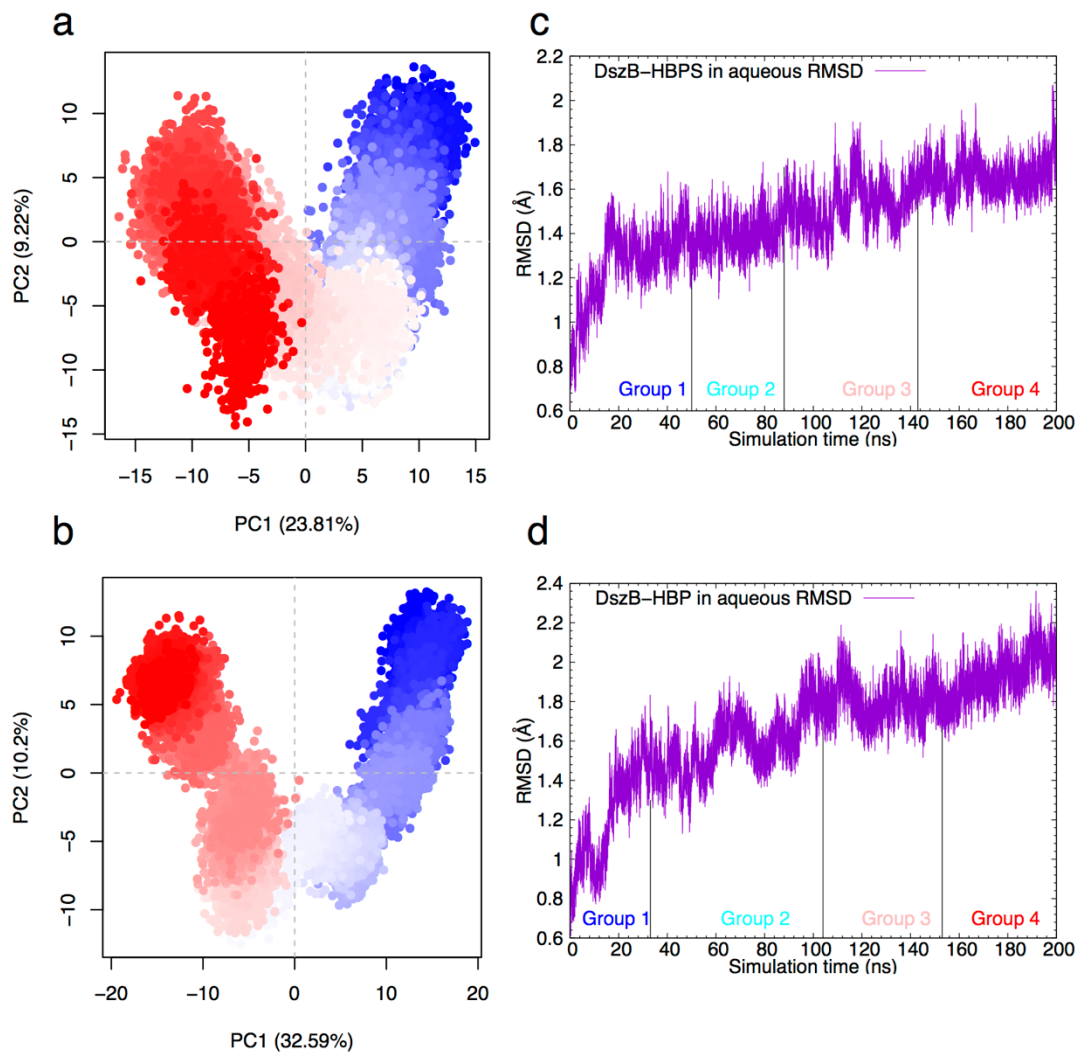 a
10
5
0
−5
−10
−15
PC2 (9.22%)
−15 −10 −5 0 5 10 15
PC1 (23.81%)
c
2.2
2
1.8
1.6
1.4
1.2
1
0.8
0.6
RMSD (Å)
DszB−HBPS in aqueous RMSD
Group 1 Group 2 Group 3 Group 4
0 20 40 60 80 100 120 140 160 180 200
Simulation time (ns)
b
10
5
0
−5
−10
PC2 (10.2%)
−20 −10 0 10 20
PC1 (32.59%)
d
2.4
2.2
2
1.8
1.6
1.4
1.2
1
0.8
0.6
RMSD (Å)
DszB−HBP in aqueous RMSD
Group 1 Group 2 Group 3 Group 4
0 20 40 60 80 100 120 140 160 180 200
Simulation time (ns)